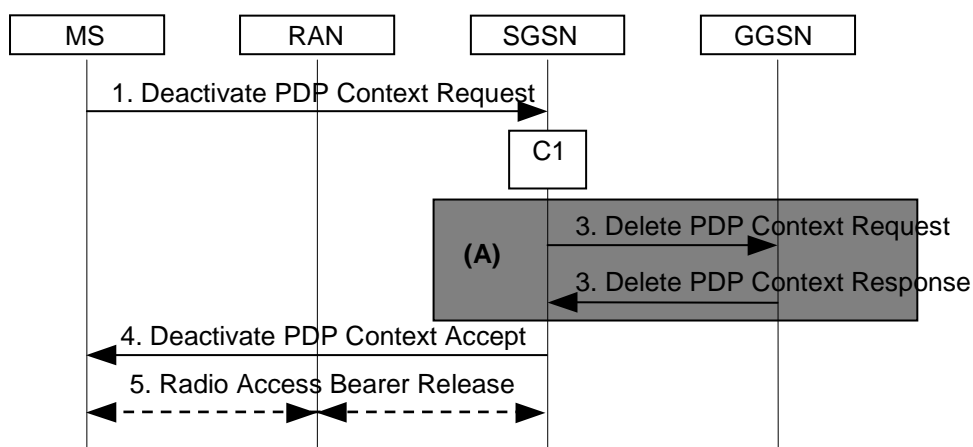 MS
RAN
SGSN
GGSN
1. Deactivate PDP Context Request
C1
3. Delete PDP Context Request
(A)
3. Delete PDP Context Response
4. Deactivate PDP Context Accept
5. Radio Access Bearer Release